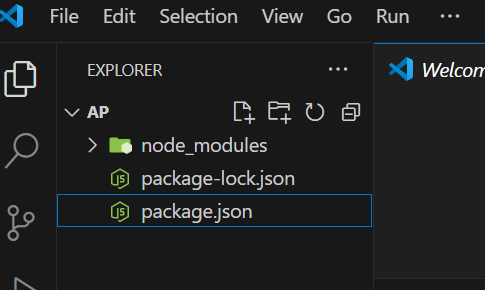 File Edit Selection View Go Run ...
EXPLORER ...
Welcom
AP
node_modules
package-lock.json
package.json